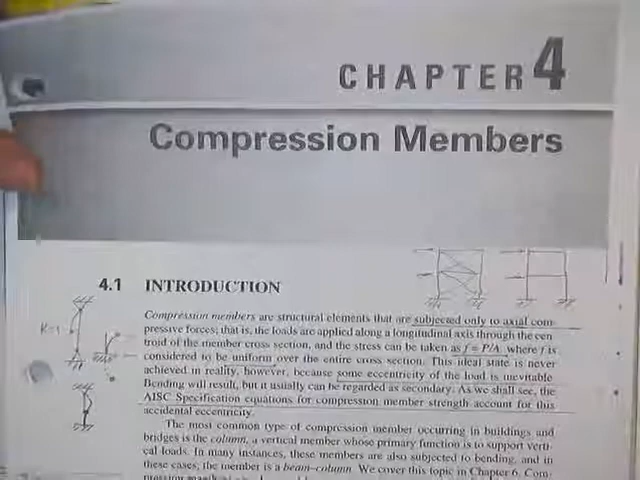 CHAPTER 4
Compression Members
4.1 INTRODUCTION
Compression members are structural elements that are subjected only to axial com-
pressive forces; that is, the loads are applied along a longitudinal axis through the cen
troid of the member cross section, and the stress can be taken as f = P/A, where f is
considered to be uniform over the entire cross section. This ideal state is never
achieved in reality, however, because some eccentricity of the load is inevitable
Bending will result, but it usually can be regarded as secondary. As we shall see, the
AISC Specification equations for compression member strength account for this
accidental eccentricity.
The most common type of compression member occurring in buildings and
bridges is the column, a vertical member whose primary function is to support verti-
cal loads. In many instances, these members are also subjected to bending, and in
these cases, the member is a beam-column. We cover this topic in Chapter 6. Com-
K=1